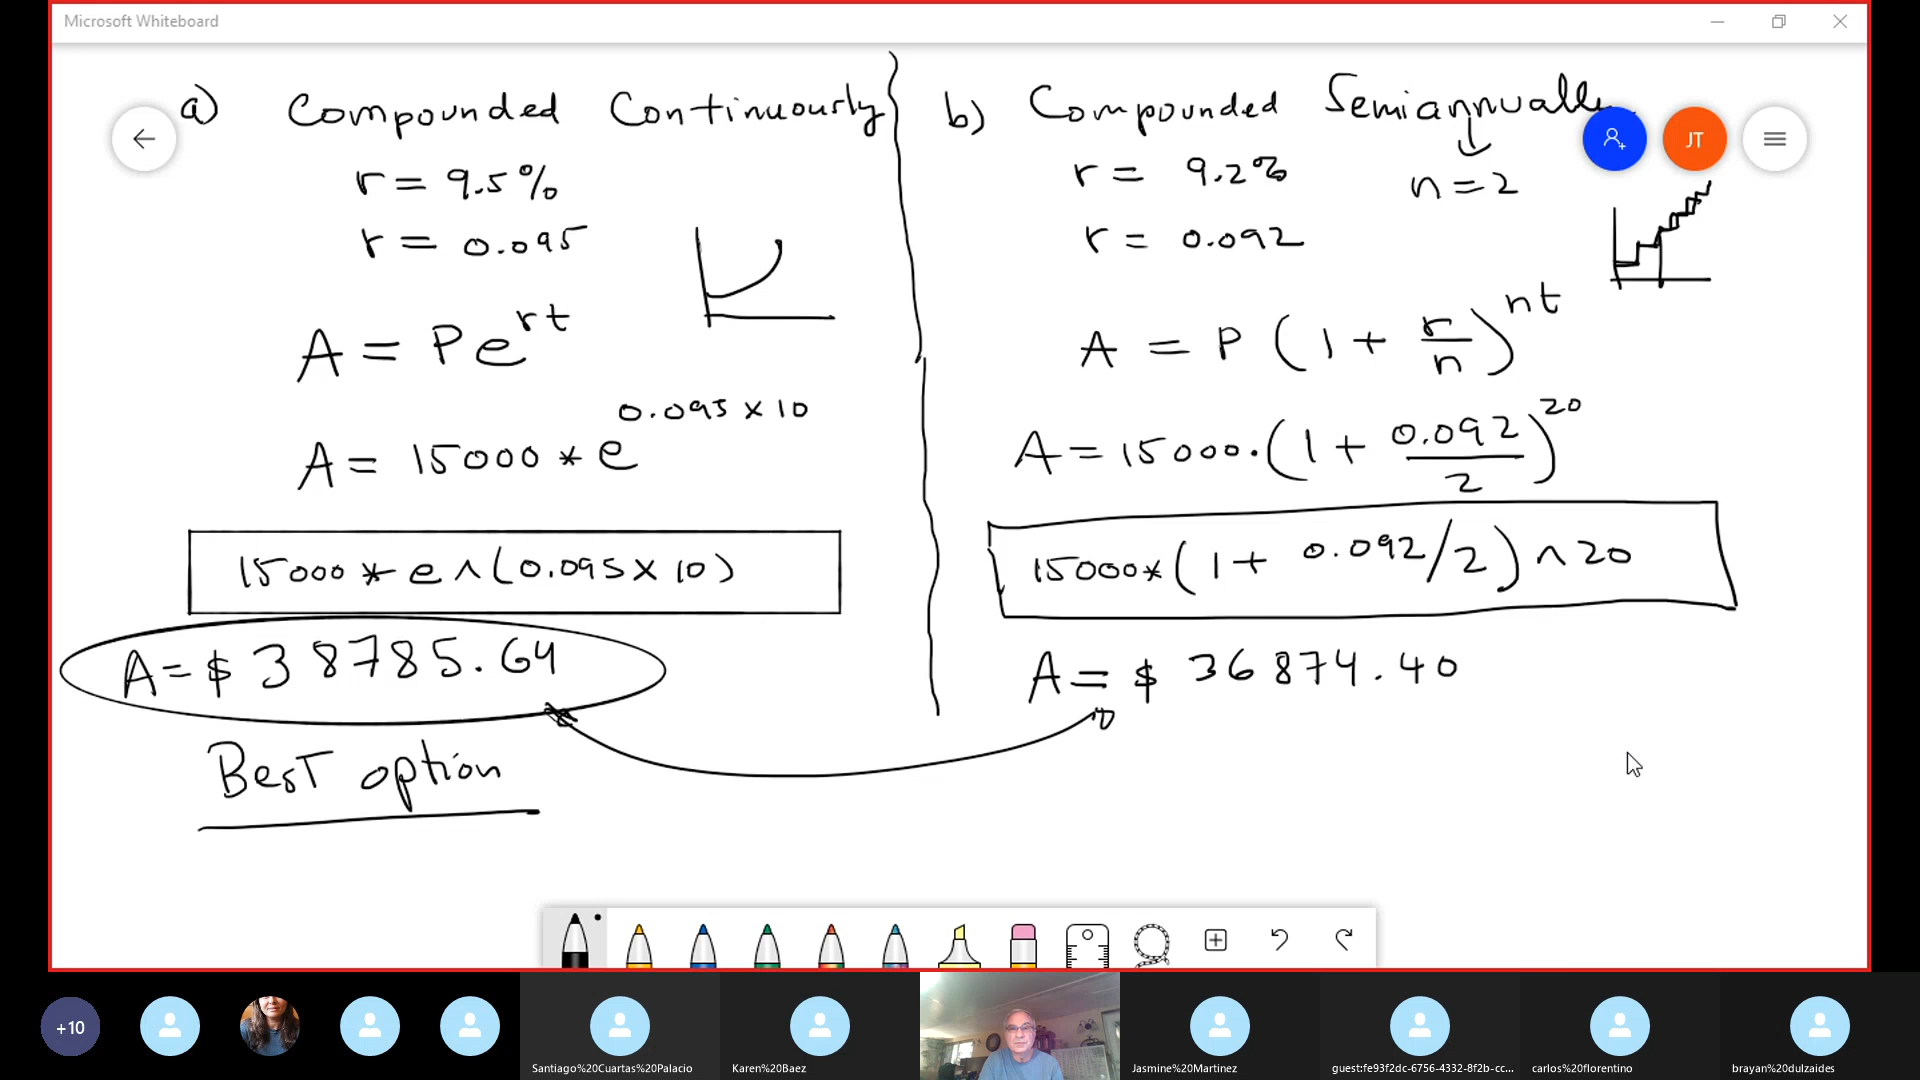 Microsoft Whiteboard
a) Compounded Continuously
r = 9.5%
r = 0.095
A = Pe^rt
A = 15000 * e^0.095 x 10
15000 * e ^ (0.095 x 10)
A = $ 38785.64
Best option
b) Compounded Semiannually
r = 9.2%
n = 2
r = 0.092
A = P (1 + r/n)^nt
A = 15000 · (1 + 0.092/2)^20
15000 * (1 + 0.092/2) ^ 20
A = $ 36874.40
JT
+10
Santiago%20Cuartas%20Palacio
Karen%20Baez
Jasmine%20Martinez
guest:fe93f2dc-6756-4332-8f2b-cc...
carlos%20florentino
brayan%20dulzaides